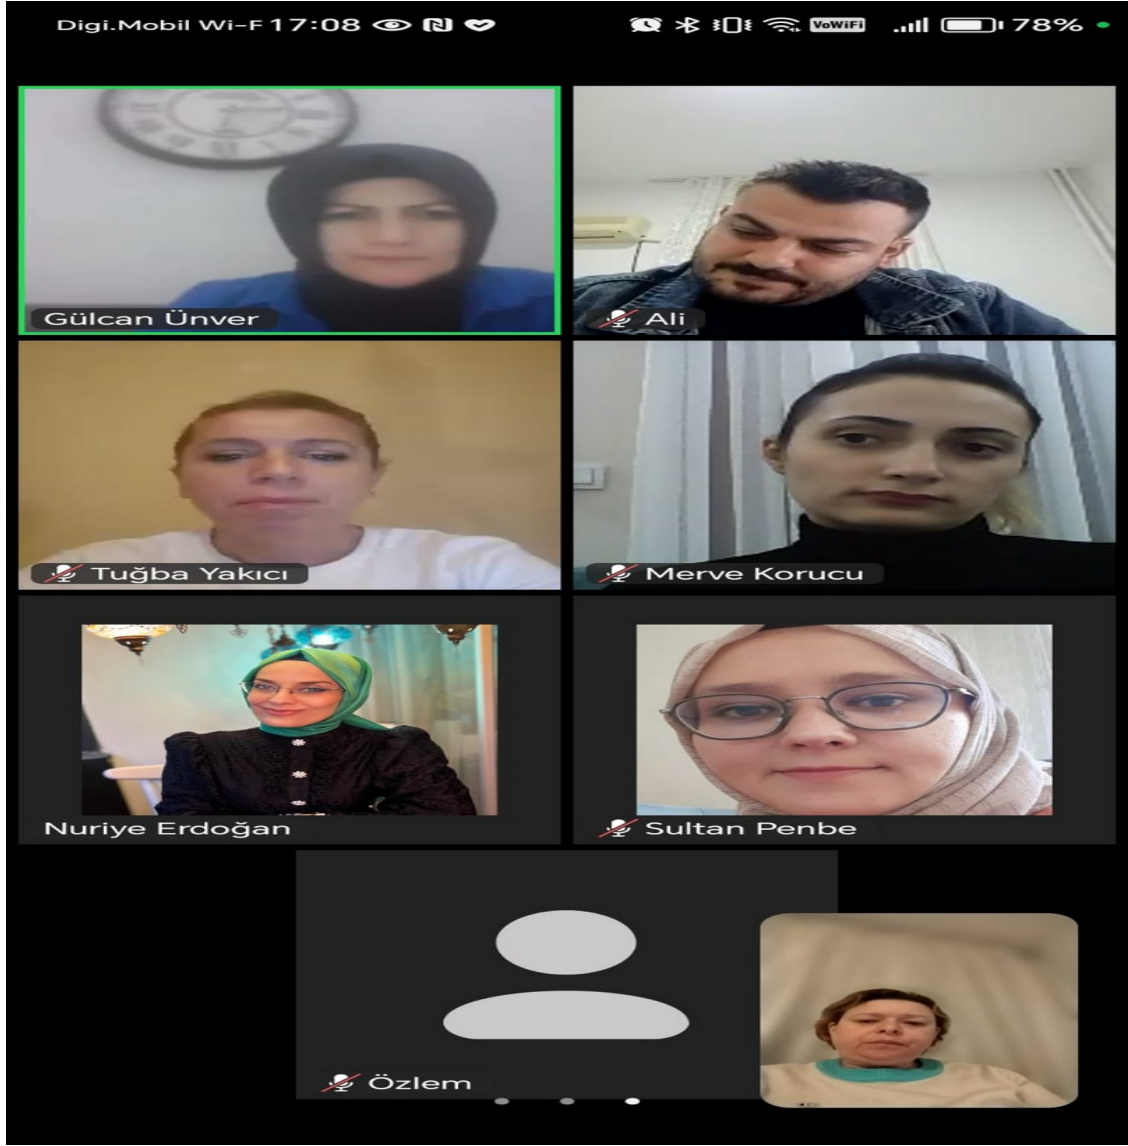 Digi.Mobil Wi-F 17:08 VoWiFi 78%
Gülcan Ünver
Ali
Tuğba Yakıcı
Merve Korucu
Nuriye Erdoğan
Sultan Penbe
Özlem